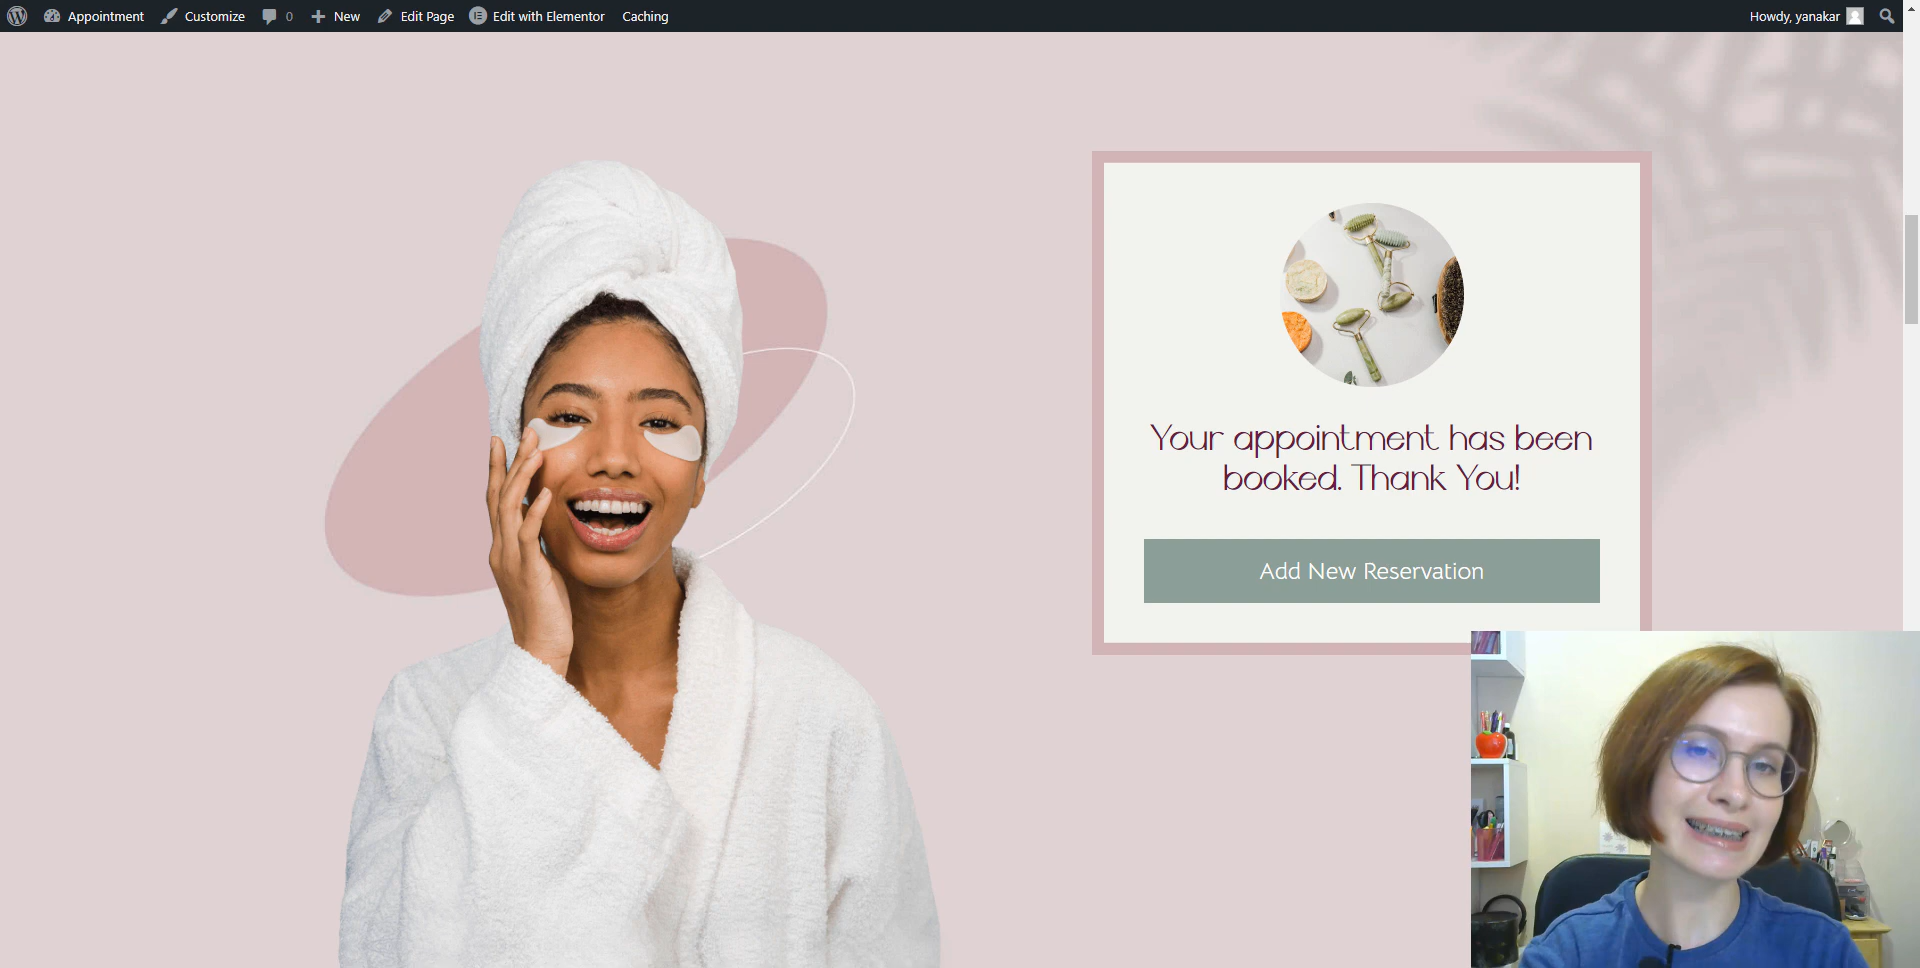 Appointment Customize 0 New Edit Page Edit with Elementor Caching Howdy, yanakar
Your appointment has been
booked. Thank You!
Add New Reservation